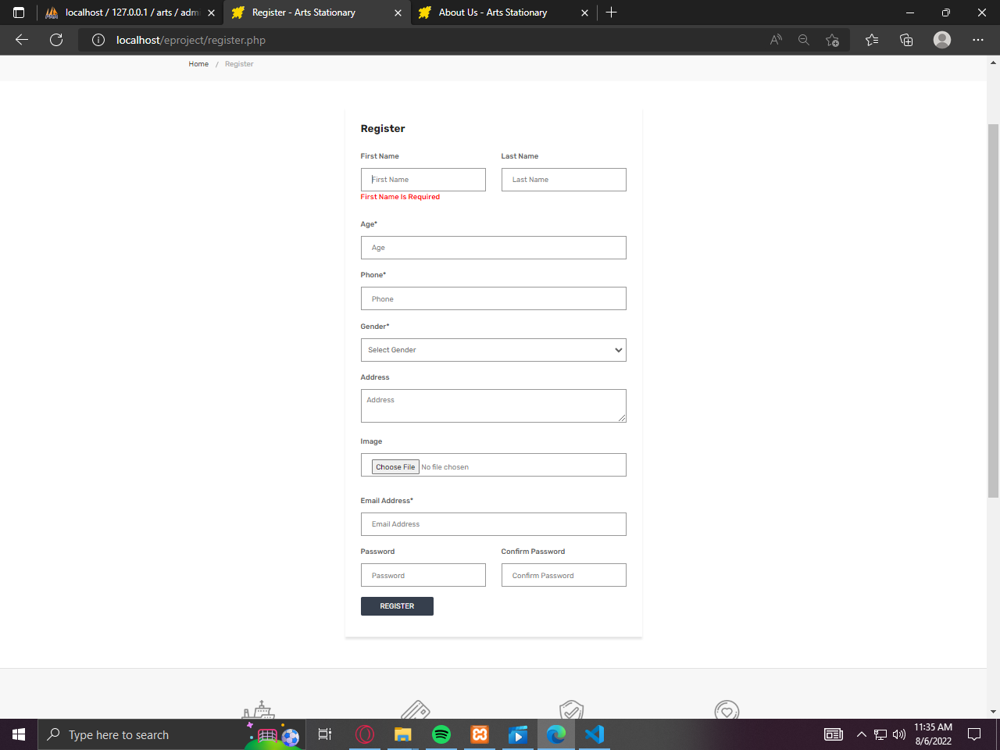 localhost / 127.0.0.1 / arts / admi
Register - Arts Stationary
About Us - Arts Stationary
localhost/eproject/register.php
Home / Register
Register
First Name
Last Name
First Name
Last Name
First Name Is Required
Age*
Age
Phone*
Phone
Gender*
Select Gender
Address
Address
Image
Choose File No file chosen
Email Address*
Email Address
Password
Confirm Password
Password
Confirm Password
REGISTER
Type here to search
11:35 AM
8/6/2022